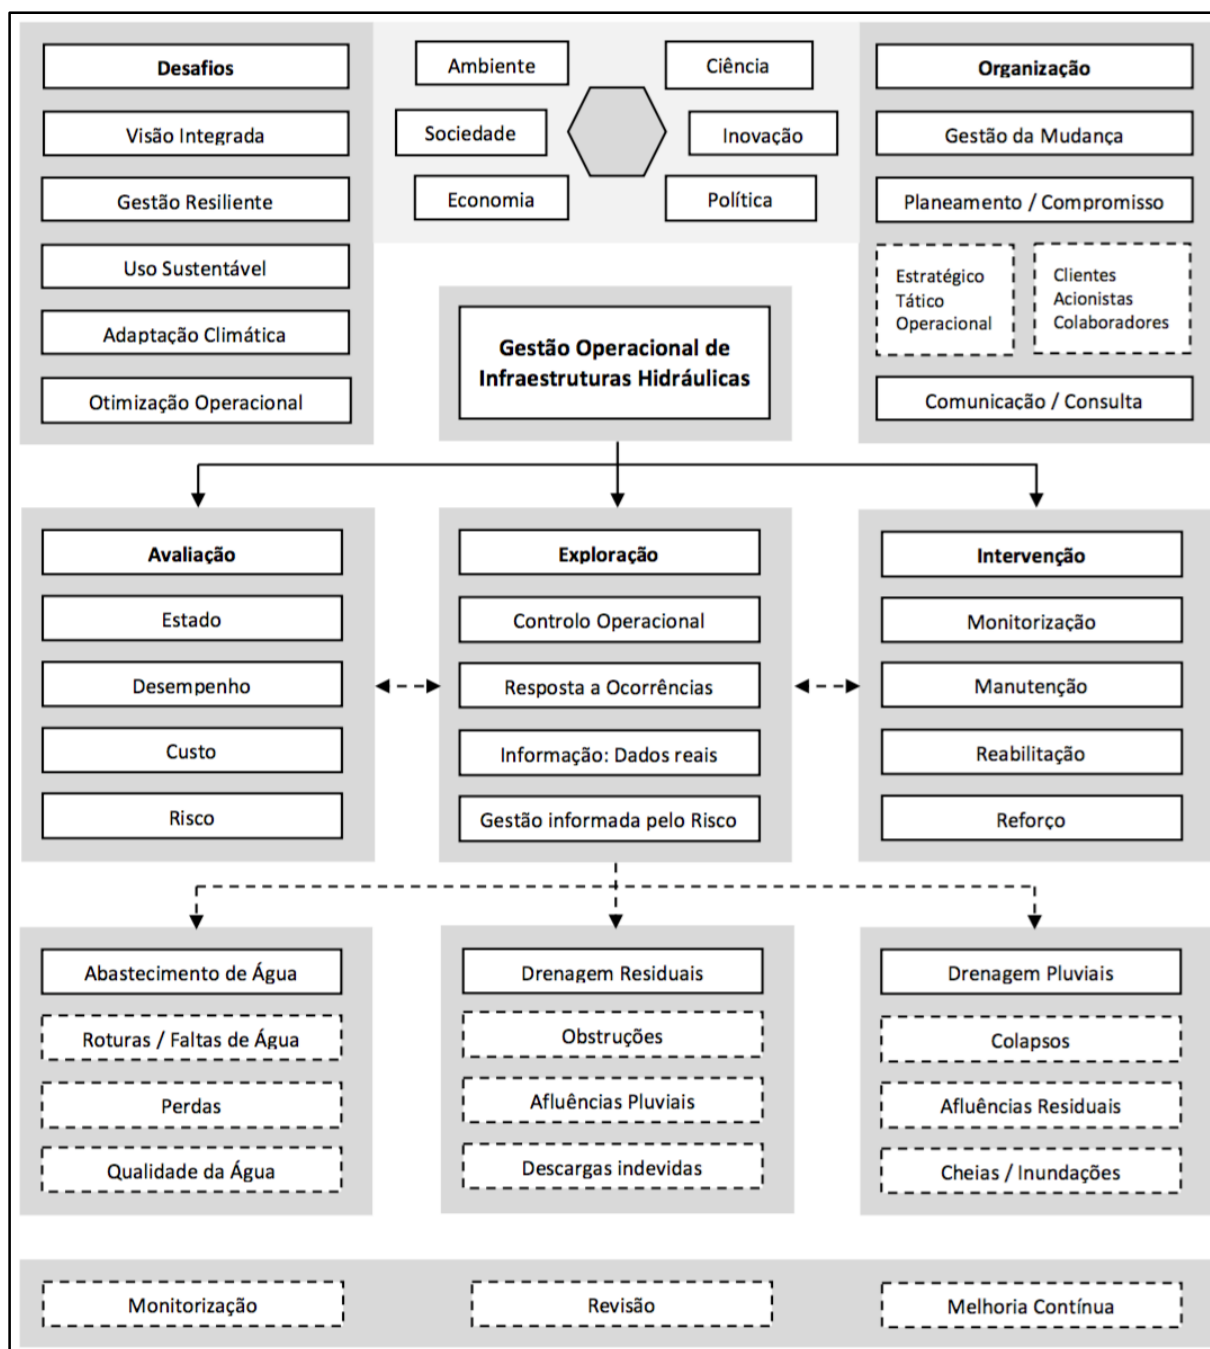 Desafios
Visão Integrada
Gestão Resiliente
Uso Sustentável
Adaptação Climática
Otimização Operacional
Ambiente
Ciência
Sociedade
Inovação
Economia
Política
Organização
Gestão da Mudança
Planeamento / Compromisso
Estratégico
Tático
Operacional
Clientes
Acionistas
Colaboradores
Comunicação / Consulta
Gestão Operacional de
Infraestruturas Hidráulicas
Avaliação
Estado
Desempenho
Custo
Risco
Exploração
Controlo Operacional
Resposta a Ocorrências
Informação: Dados reais
Gestão informada pelo Risco
Intervenção
Monitorização
Manutenção
Reabilitação
Reforço
Abastecimento de Água
Roturas / Faltas de Água
Perdas
Qualidade da Água
Drenagem Residuais
Obstruções
Afluências Pluviais
Descargas indevidas
Drenagem Pluviais
Colapsos
Afluências Residuais
Cheias / Inundações
Monitorização
Revisão
Melhoria Contínua